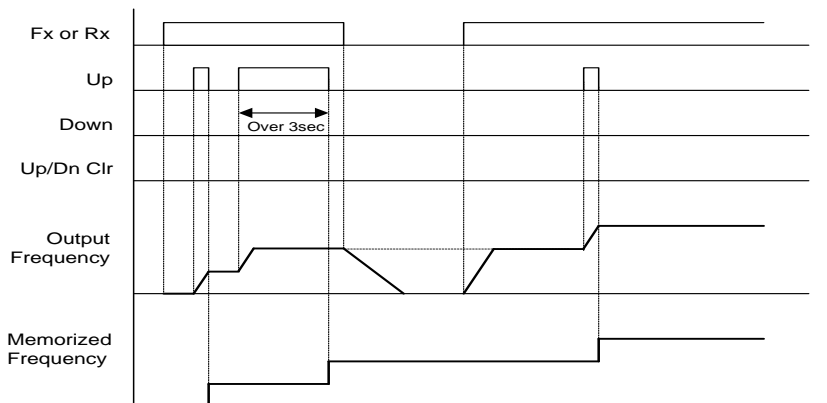 Fx or Rx
Up
Down
Over 3sec
Up/Dn Clr
Output
Frequency
Memorized
Frequency